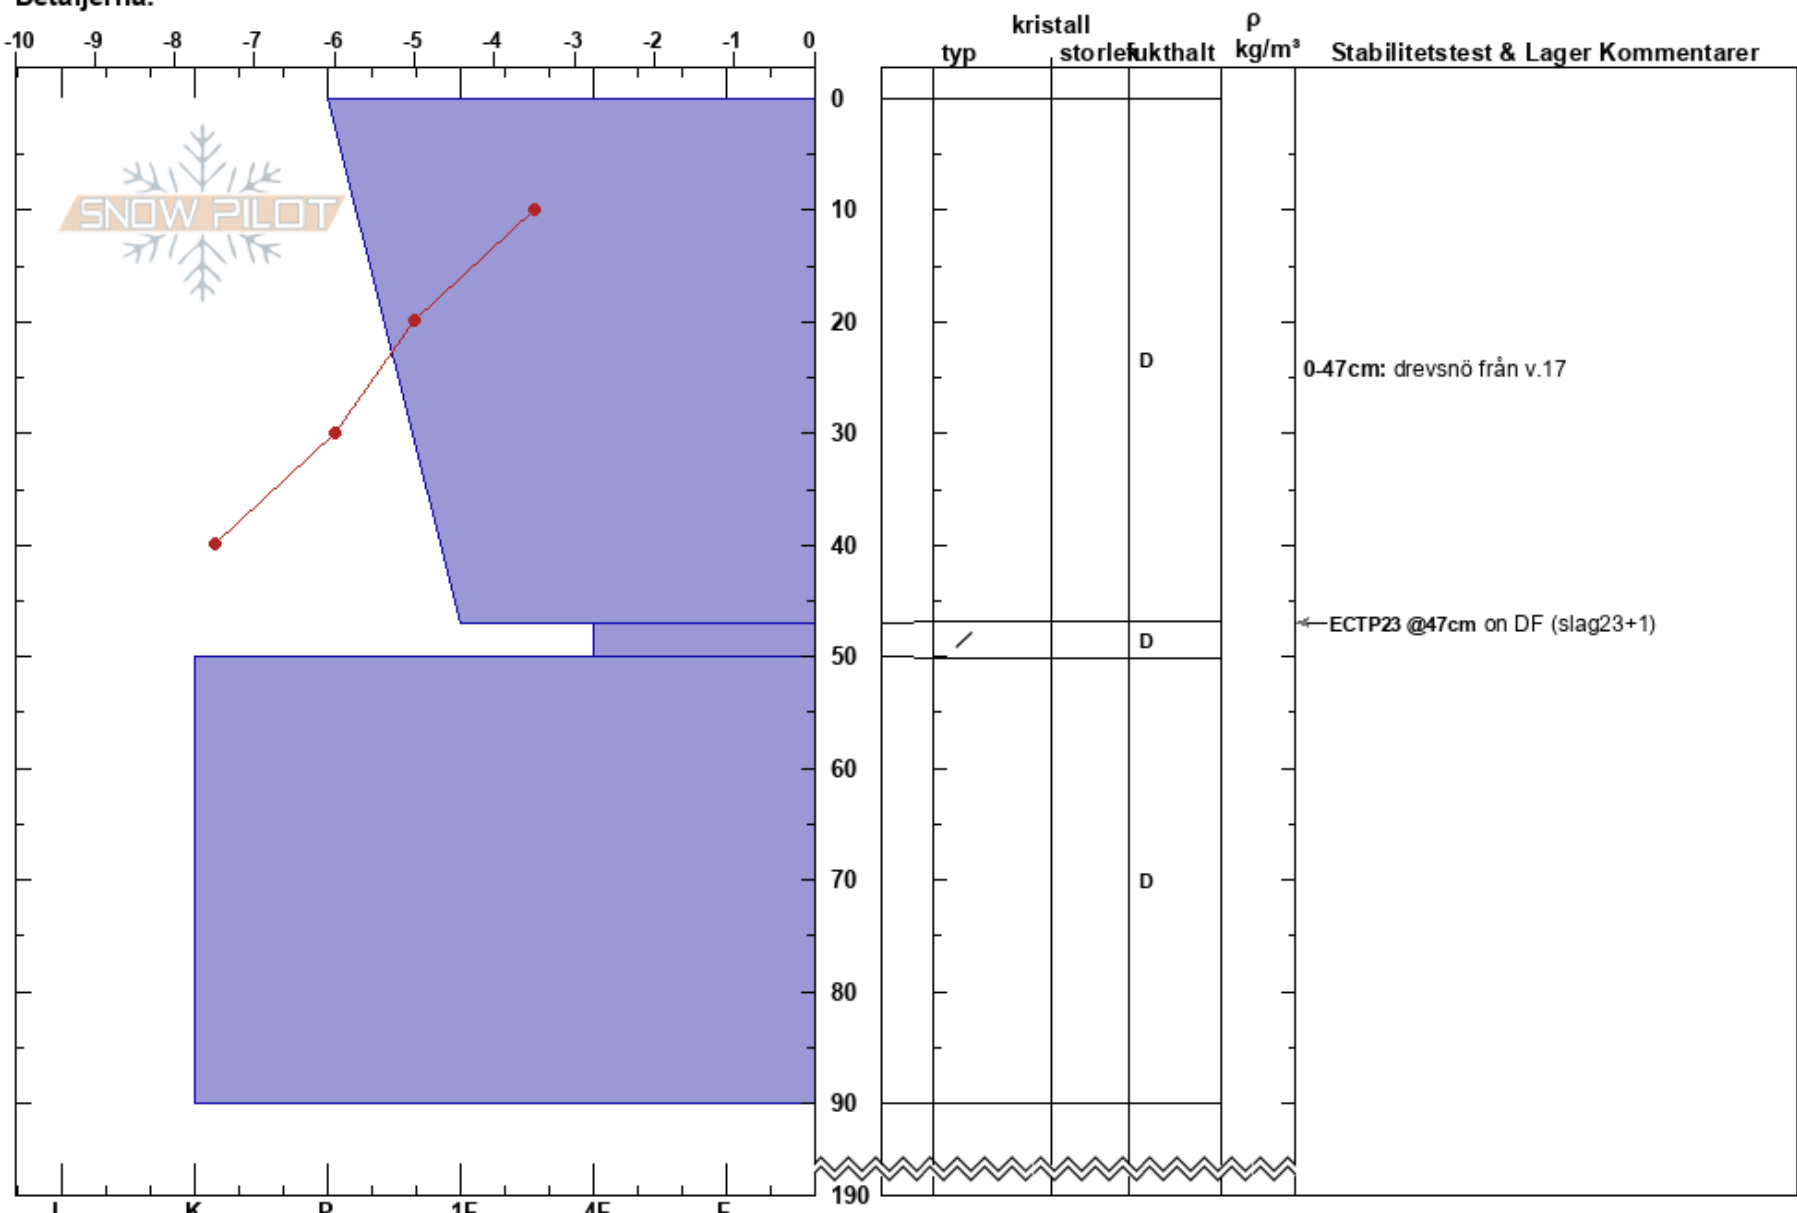 Detaljerna:
kristall
ρ
-10 -9 -8 -7 -6 -5 -4 -3 -2 -1 0
typ storlek fukthalt kg/m³ Stabilitetstest & Lager Kommentarer
0
SNOW PILOT
10
20
D
0-47cm: drevsnö från v.17
30
40
ECTP23 @47cm on DF (slag23+1)
D
50
60
70
D
80
90
190
I K P 1F 4F F